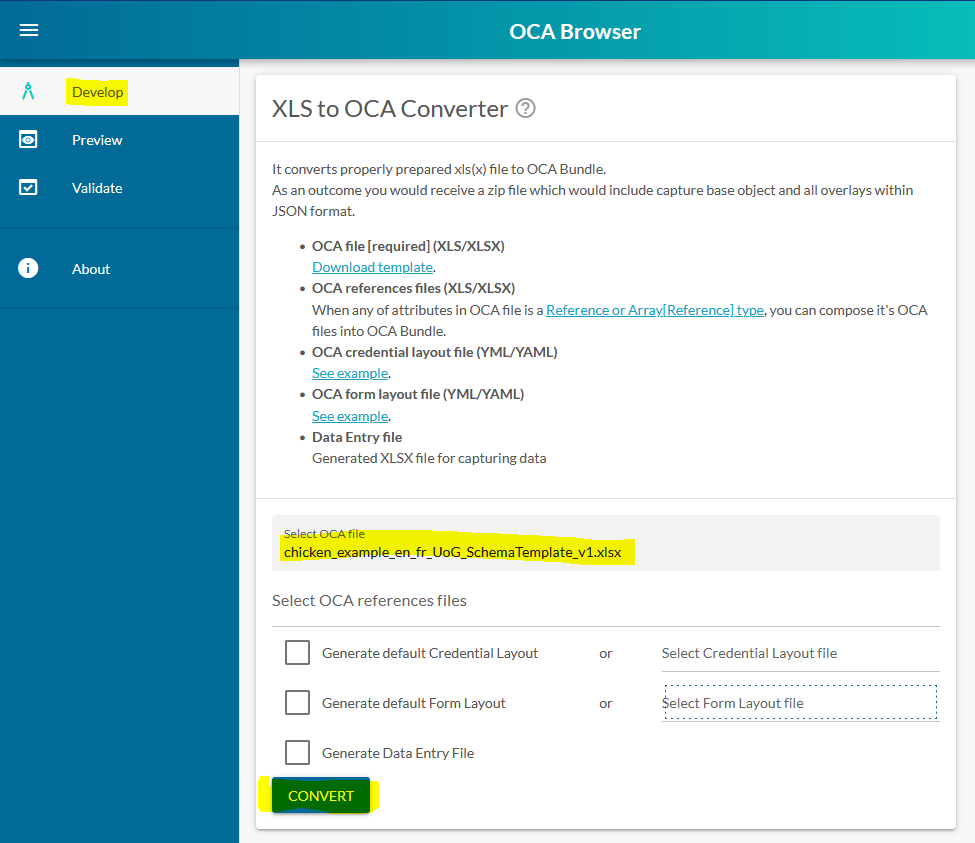 OCA Browser
Develop
Preview
Validate
About
XLS to OCA Converter
It converts properly prepared xls(x) file to OCA Bundle.
As an outcome you would receive a zip file which would include capture base object and all overlays within
JSON format.
• OCA file [required] (XLS/XLSX)
Download template.
• OCA references files (XLS/XLSX)
When any of attributes in OCA file is a Reference or Array[Reference] type, you can compose it's OCA
files into OCA Bundle.
• OCA credential layout file (YML/YAML)
See example.
• OCA form layout file (YML/YAML)
See example.
• Data Entry file
Generated XLSX file for capturing data
Select OCA file
chicken_example_en_fr_UoG_SchemaTemplate_v1.xlsx
Select OCA references files
Generate default Credential Layout or Select Credential Layout file
Generate default Form Layout or Select Form Layout file
Generate Data Entry File
CONVERT